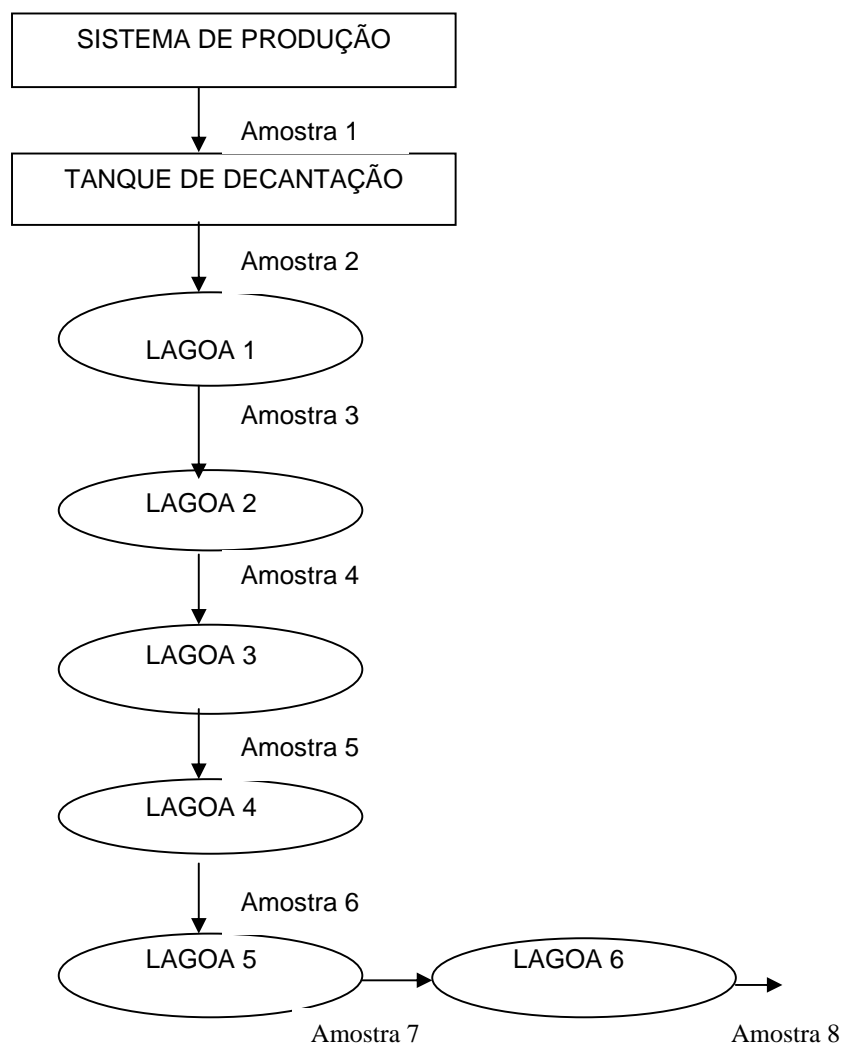 SISTEMA DE PRODUÇÃO
Amostra 1
TANQUE DE DECANTAÇÃO
Amostra 2
LAGOA 1
Amostra 3
LAGOA 2
Amostra 4
LAGOA 3
Amostra 5
LAGOA 4
Amostra 6
LAGOA 5
LAGOA 6
Amostra 7
Amostra 8